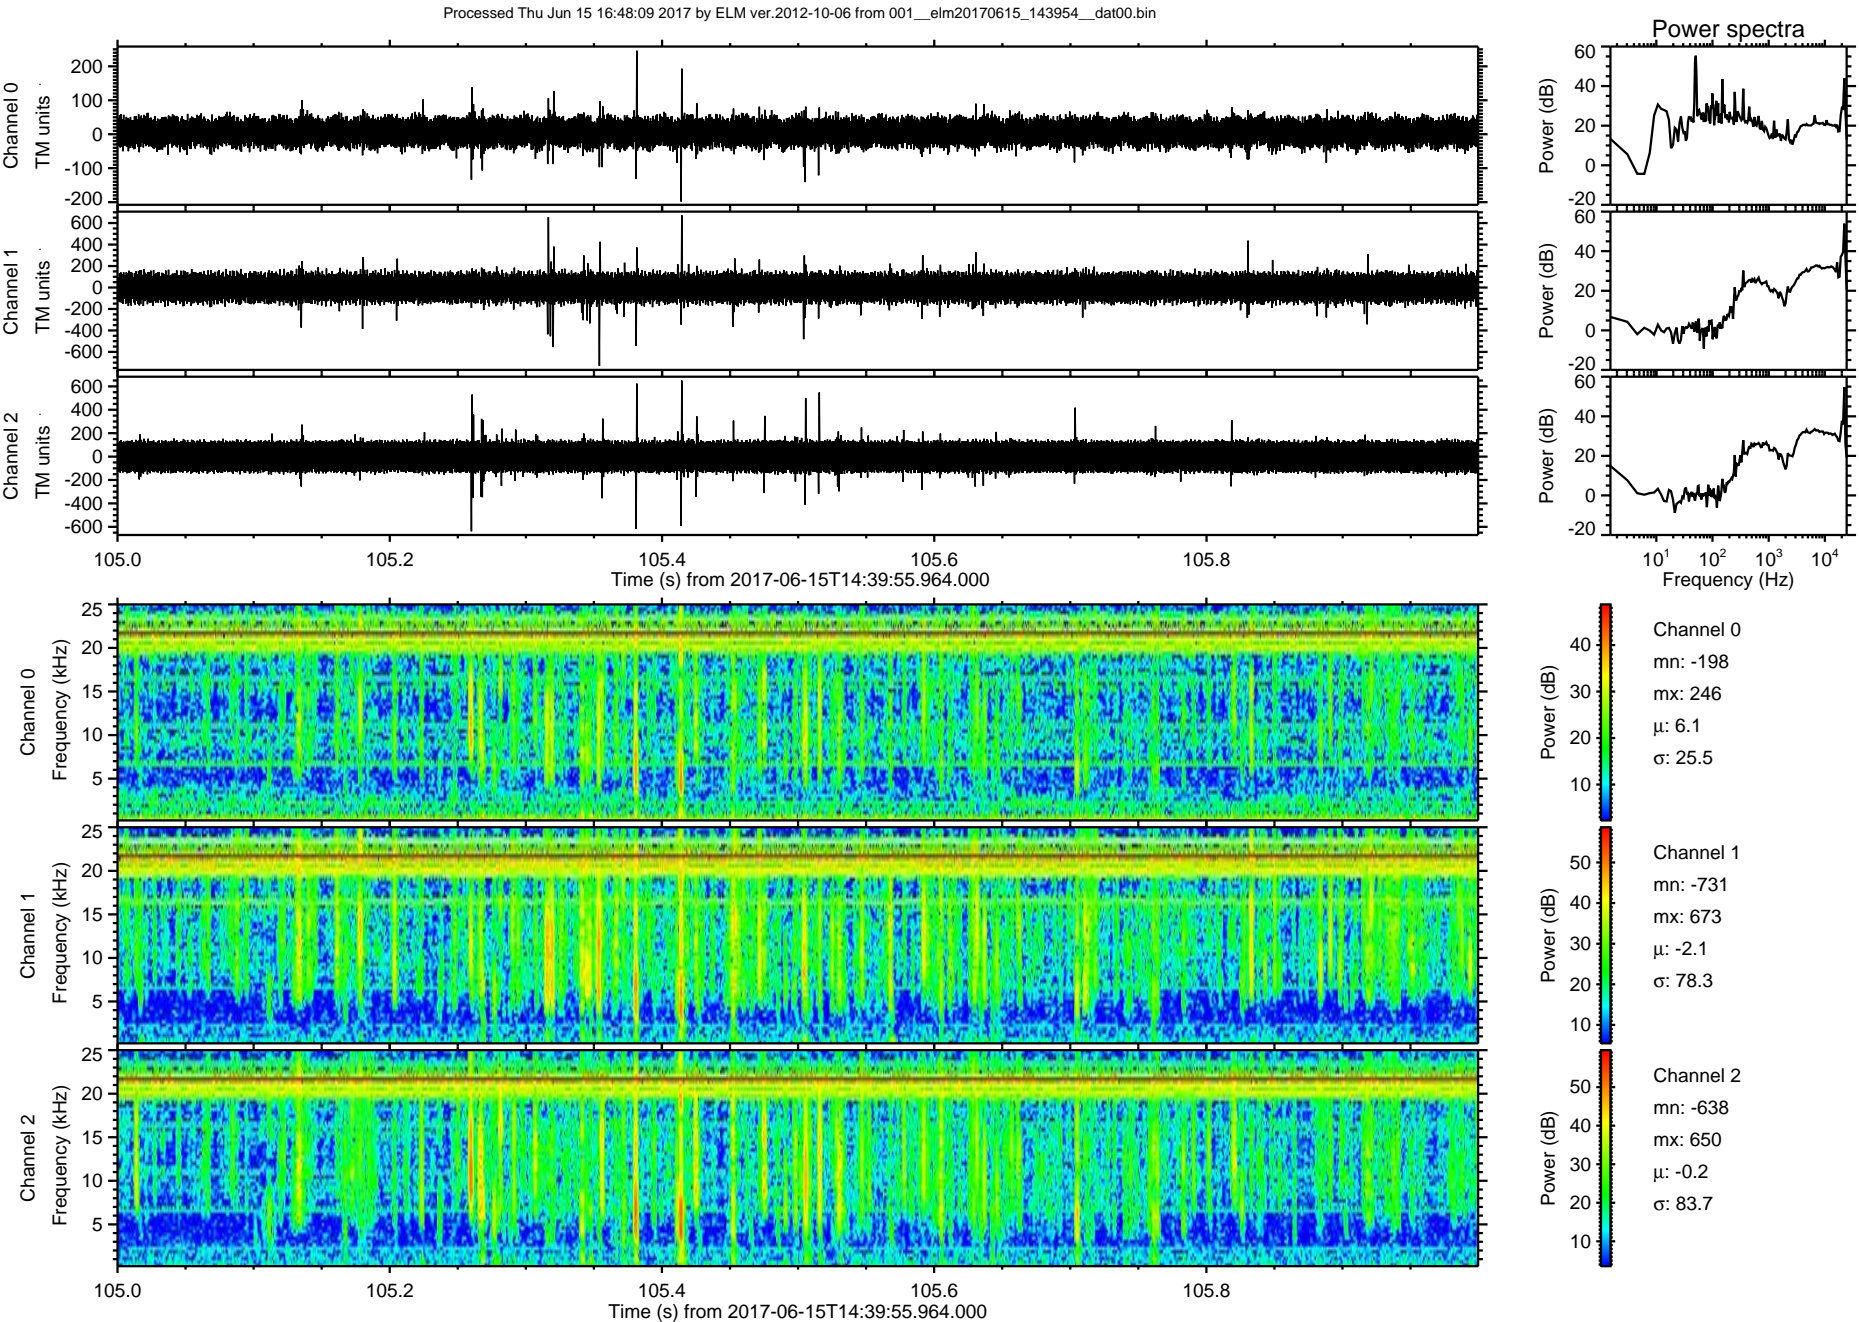 Processed Thu Jun 15 16:48:09 2017 by ELM ver.2012-10-06 from 001__elm20170615_143954__dat00.bin
Power spectra
Channel 0
TM units
200
100
0
-100
-200
Power (dB)
60
40
20
0
-20
Channel 1
TM units
600
400
200
0
-200
-400
-600
Power (dB)
60
40
20
0
-20
Channel 2
TM units
600
400
200
0
-200
-400
-600
Power (dB)
60
40
20
0
-20
105.0 105.2 105.4 105.6 105.8
Time (s) from 2017-06-15T14:39:55.964.000
10¹ 10² 10³ 10⁴
Frequency (Hz)
Channel 0
Frequency (kHz)
25
20
15
10
5
Power (dB)
40
30
20
10
Channel 0
mn: -198
mx: 246
μ: 6.1
σ: 25.5
Channel 1
Frequency (kHz)
25
20
15
10
5
Power (dB)
50
40
30
20
10
Channel 1
mn: -731
mx: 673
μ: -2.1
σ: 78.3
Channel 2
Frequency (kHz)
25
20
15
10
5
Power (dB)
50
40
30
20
10
Channel 2
mn: -638
mx: 650
μ: -0.2
σ: 83.7
105.0 105.2 105.4 105.6 105.8
Time (s) from 2017-06-15T14:39:55.964.000